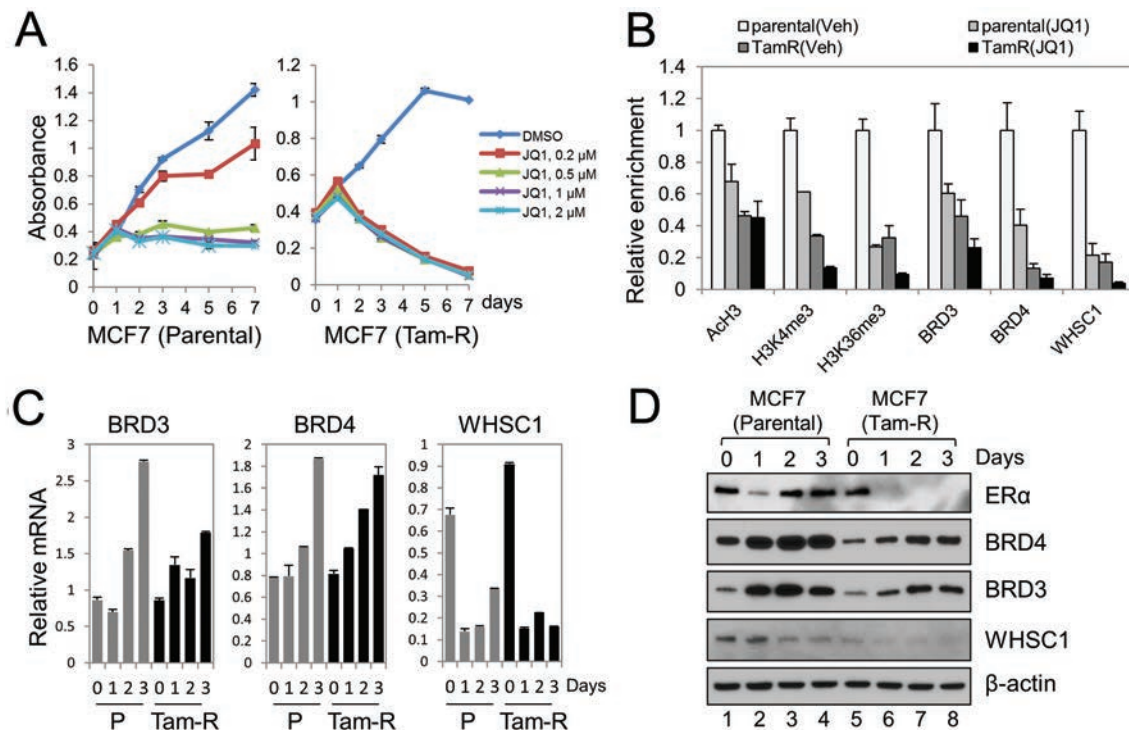 A
1.6
1.4
1.2
1
0.8
0.6
0.4
0.2
0
Absorbance
0 1 2 3 4 5 6 7
MCF7 (Parental)
1.2
1
0.8
0.6
0.4
0.2
0
0 1 2 3 4 5 6 7 days
MCF7 (Tam-R)
DMSO
JQ1, 0.2 µM
JQ1, 0.5 µM
JQ1, 1 µM
JQ1, 2 µM
B
parental(Veh) parental(JQ1)
TamR(Veh) TamR(JQ1)
1.4
1.2
1
0.8
0.6
0.4
0.2
0
Relative enrichment
AcH3
H3K4me3
H3K36me3
BRD3
BRD4
WHSC1
C
BRD3
3
2.5
2
1.5
1
0.5
0
Relative mRNA
0 1 2 3 0 1 2 3
P Tam-R
BRD4
2
1.8
1.6
1.4
1.2
1
0.8
0.6
0.4
0.2
0
0 1 2 3 0 1 2 3
P Tam-R
WHSC1
1
0.9
0.8
0.7
0.6
0.5
0.4
0.3
0.2
0.1
0
0 1 2 3 0 1 2 3 Days
P Tam-R
D
MCF7 MCF7
(Parental) (Tam-R)
0 1 2 3 0 1 2 3 Days
ERα
BRD4
BRD3
WHSC1
β-actin
1 2 3 4 5 6 7 8